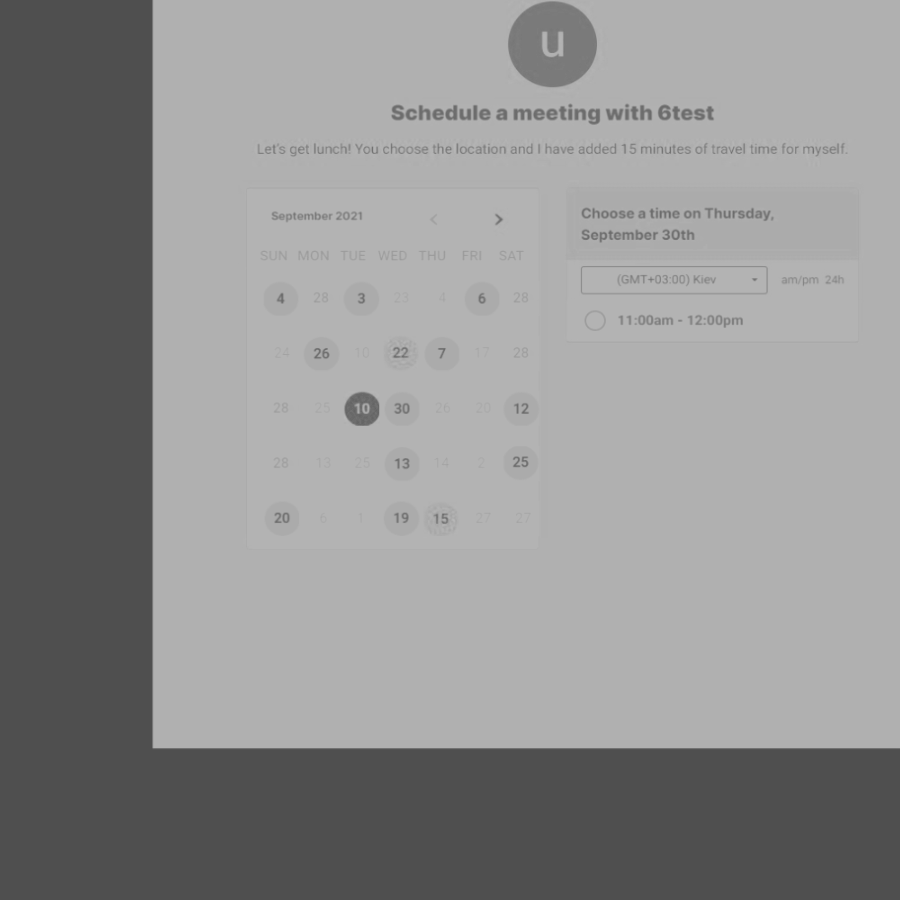 u
Schedule a meeting with 6test
Let's get lunch! You choose the location and I have added 15 minutes of travel time for myself.
September 2021
SUN MON TUE WED THU FRI SAT
4 28 3 23 4 6 28
24 26 10 22 7 17 28
28 25 10 30 26 20 12
28 13 25 13 14 2 25
20 6 1 19 15 27 27
Choose a time on Thursday,
September 30th
(GMT+03:00) Kiev am/pm 24h
11:00am - 12:00pm